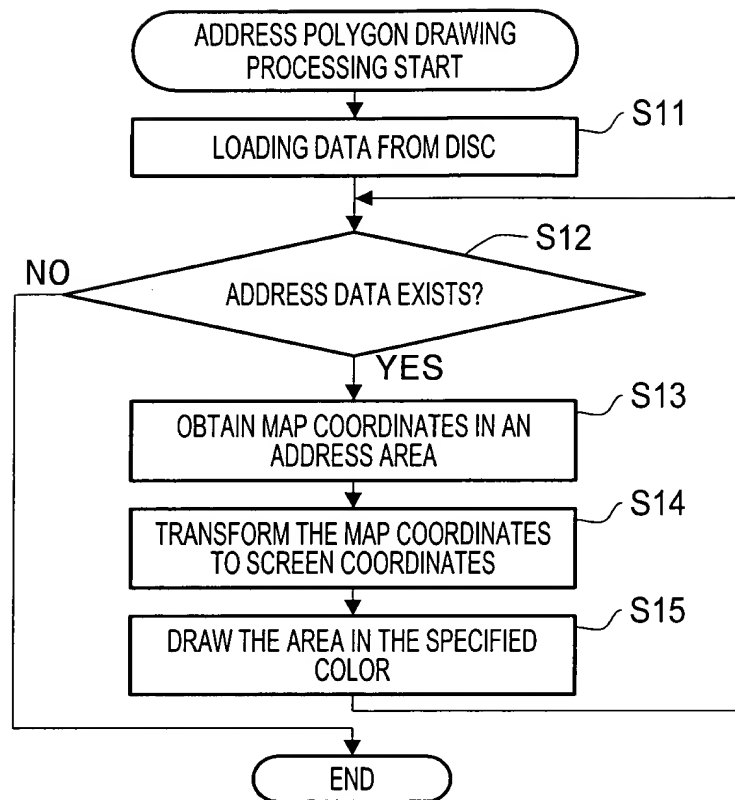 ADDRESS POLYGON DRAWING
PROCESSING START
S11
LOADING DATA FROM DISC
S12
NO
ADDRESS DATA EXISTS?
YES
S13
OBTAIN MAP COORDINATES IN AN
ADDRESS AREA
S14
TRANSFORM THE MAP COORDINATES
TO SCREEN COORDINATES
S15
DRAW THE AREA IN THE SPECIFIED
COLOR
END